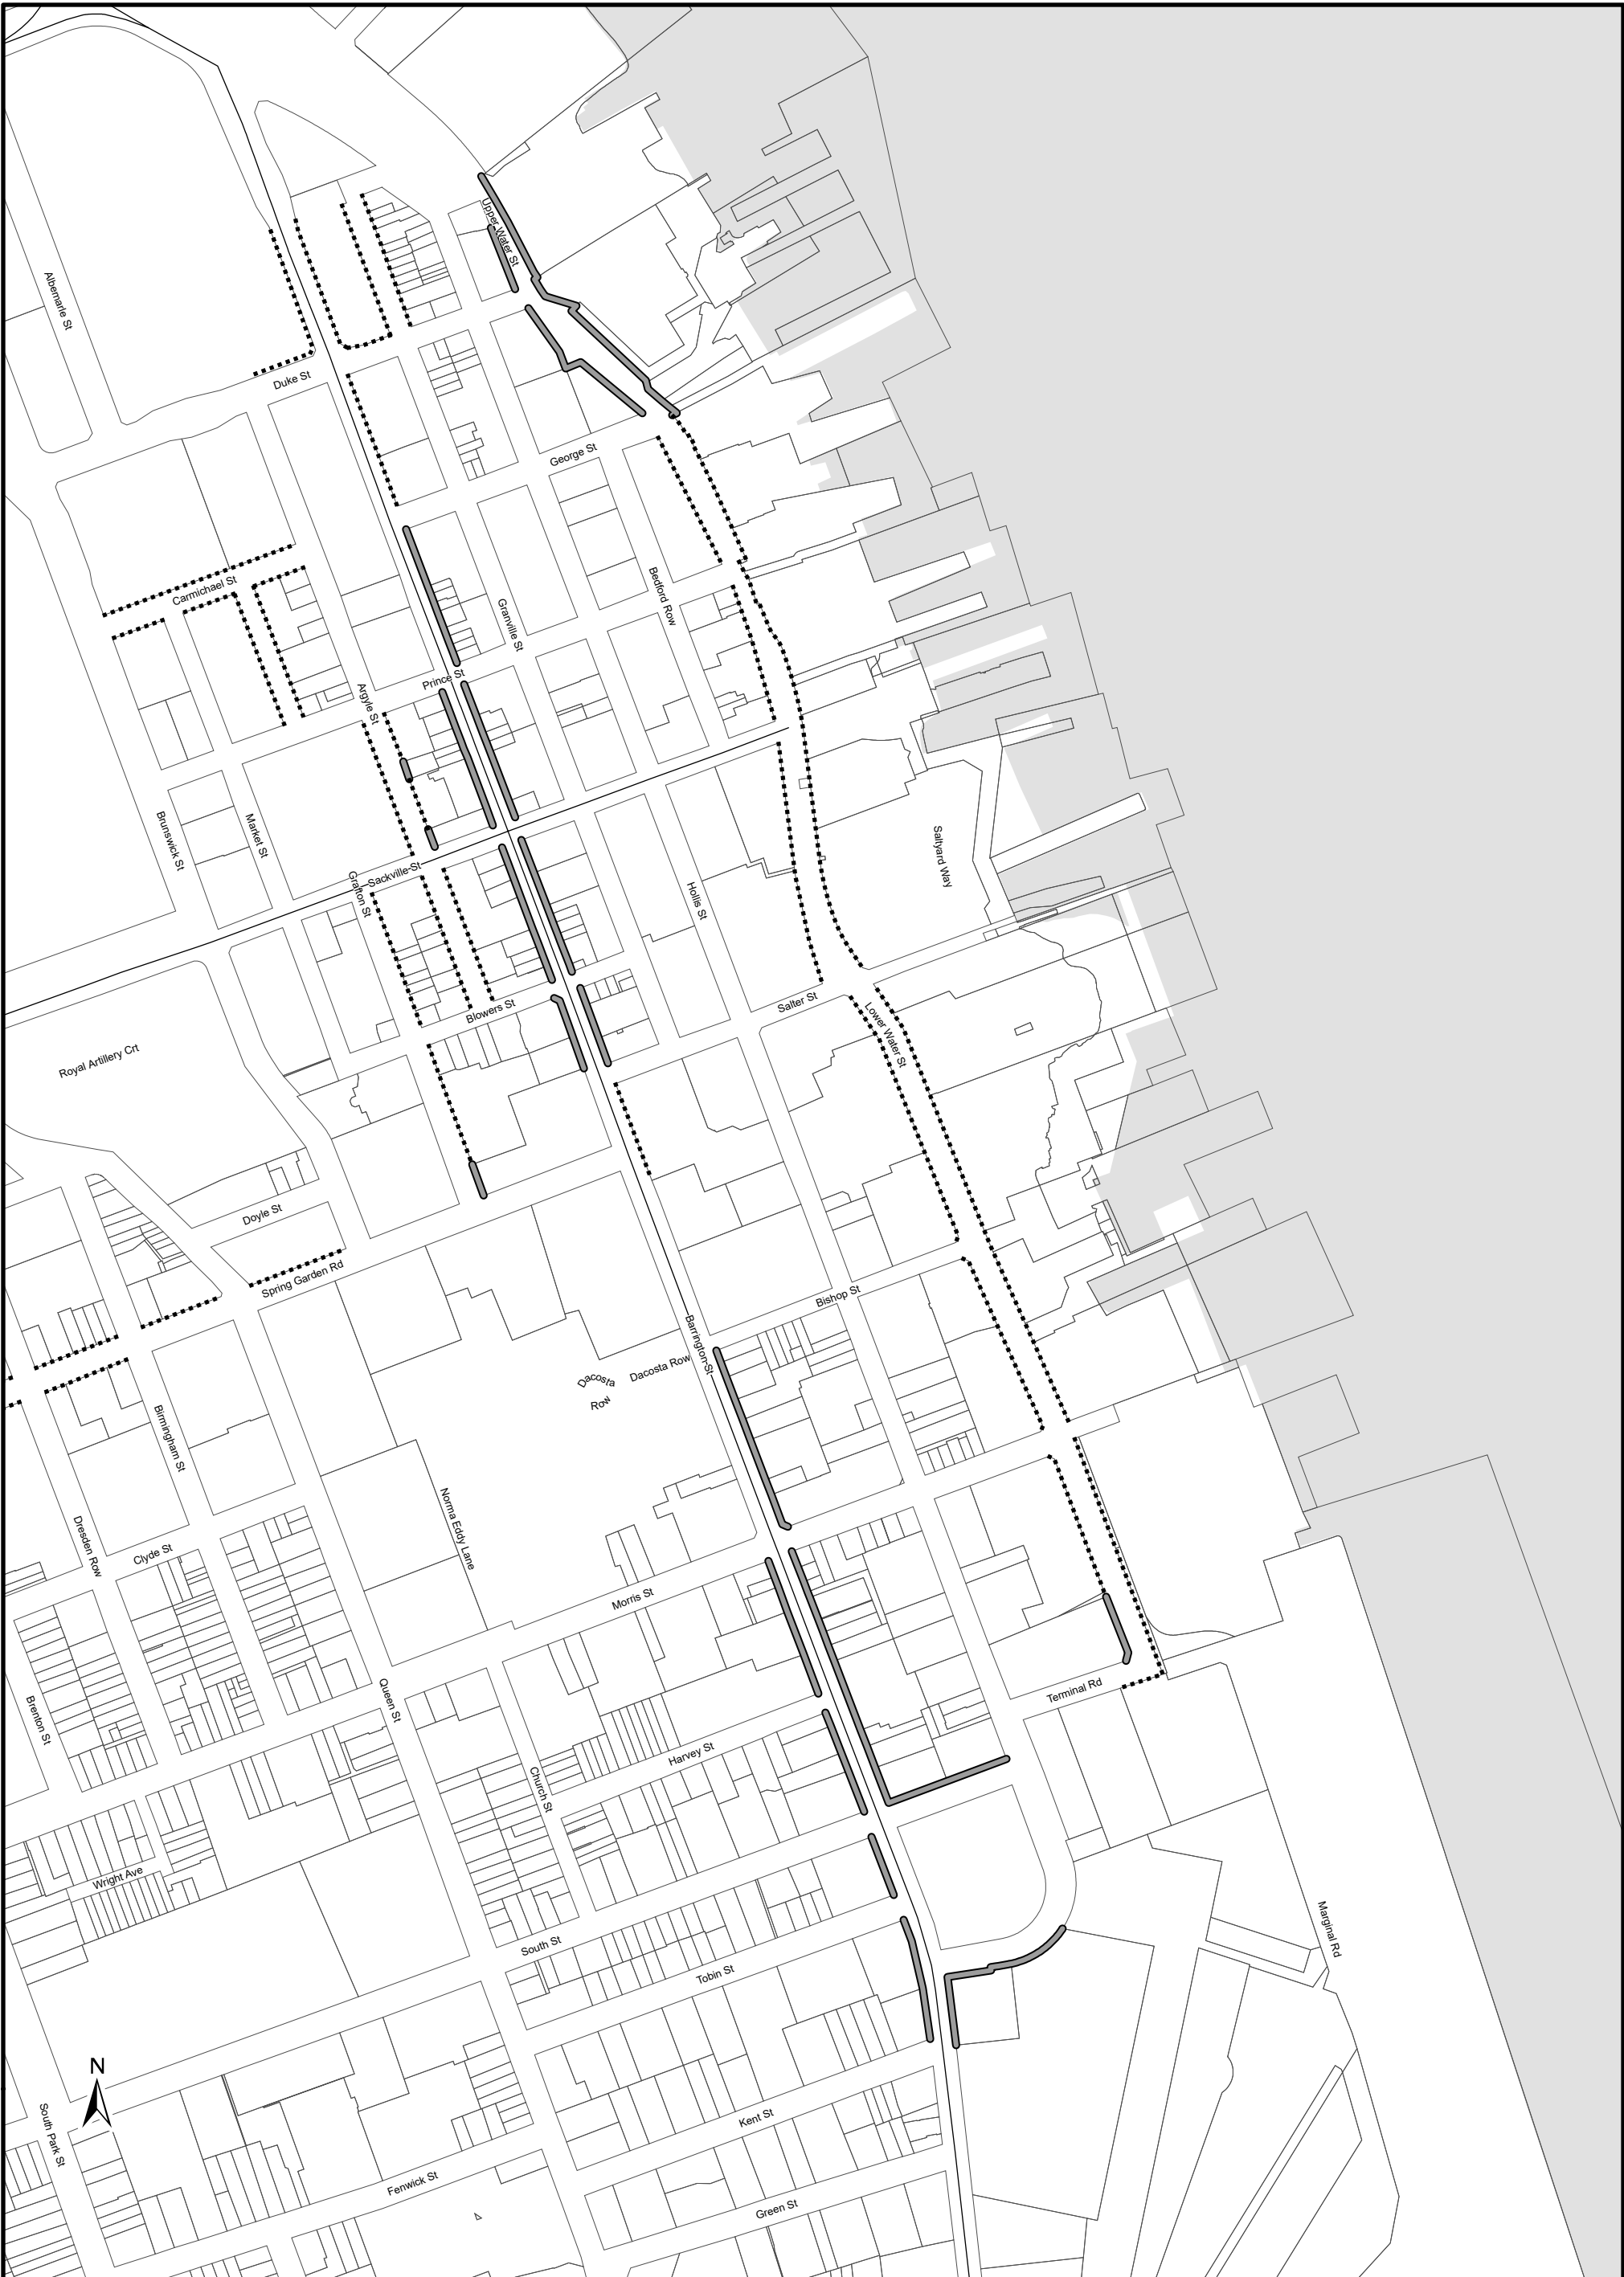 Upper Water St
Albemarle St
Duke St
George St
Carmichael St
Bedford Row
Granville St
Prince St
Argyle St
Brunswick St
Market St
Saltyard Way
Sackville St
Grafton St
Hollis St
Salter St
Blowers St
Lower Water St
Royal Artillery Crt
Doyle St
Spring Garden Rd
Bishop St
Barrington St
Dacosta Row
Dacosta
Row
Birmingham St
Norma Eddy Lane
Dresden Row
Clyde St
Morris St
Terminal Rd
Queen St
Brenton St
Harvey St
Church St
Wright Ave
Marginal Rd
South St
Tobin St
N
South Park St
Kent St
Fenwick St
Green St